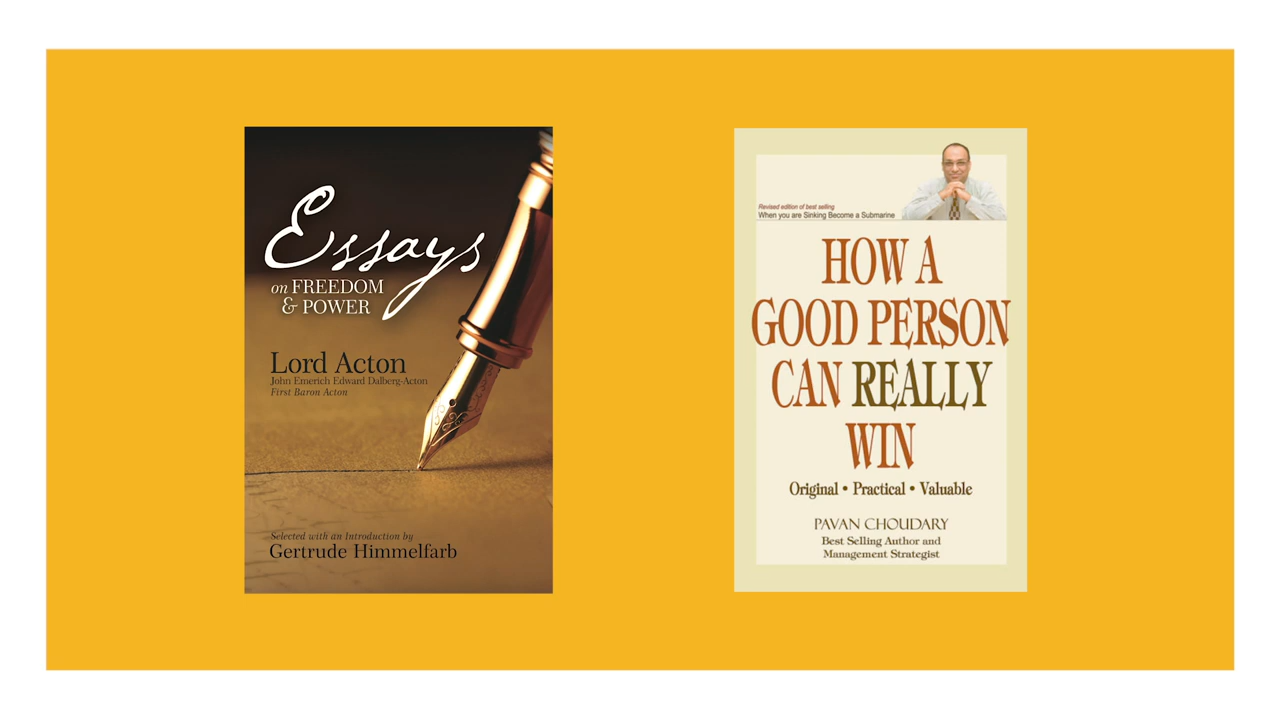 Essays
on FREEDOM
& POWER
Lord Acton
John Emerich Edward Dalberg-Acton
First Baron Acton
Selected with an Introduction by
Gertrude Himmelfarb
Revised edition of best selling
When you are Sinking Become a Submarine
HOW A
GOOD PERSON
CAN REALLY
WIN
Original • Practical • Valuable
PAVAN CHOUDARY
Best Selling Author and
Management Strategist